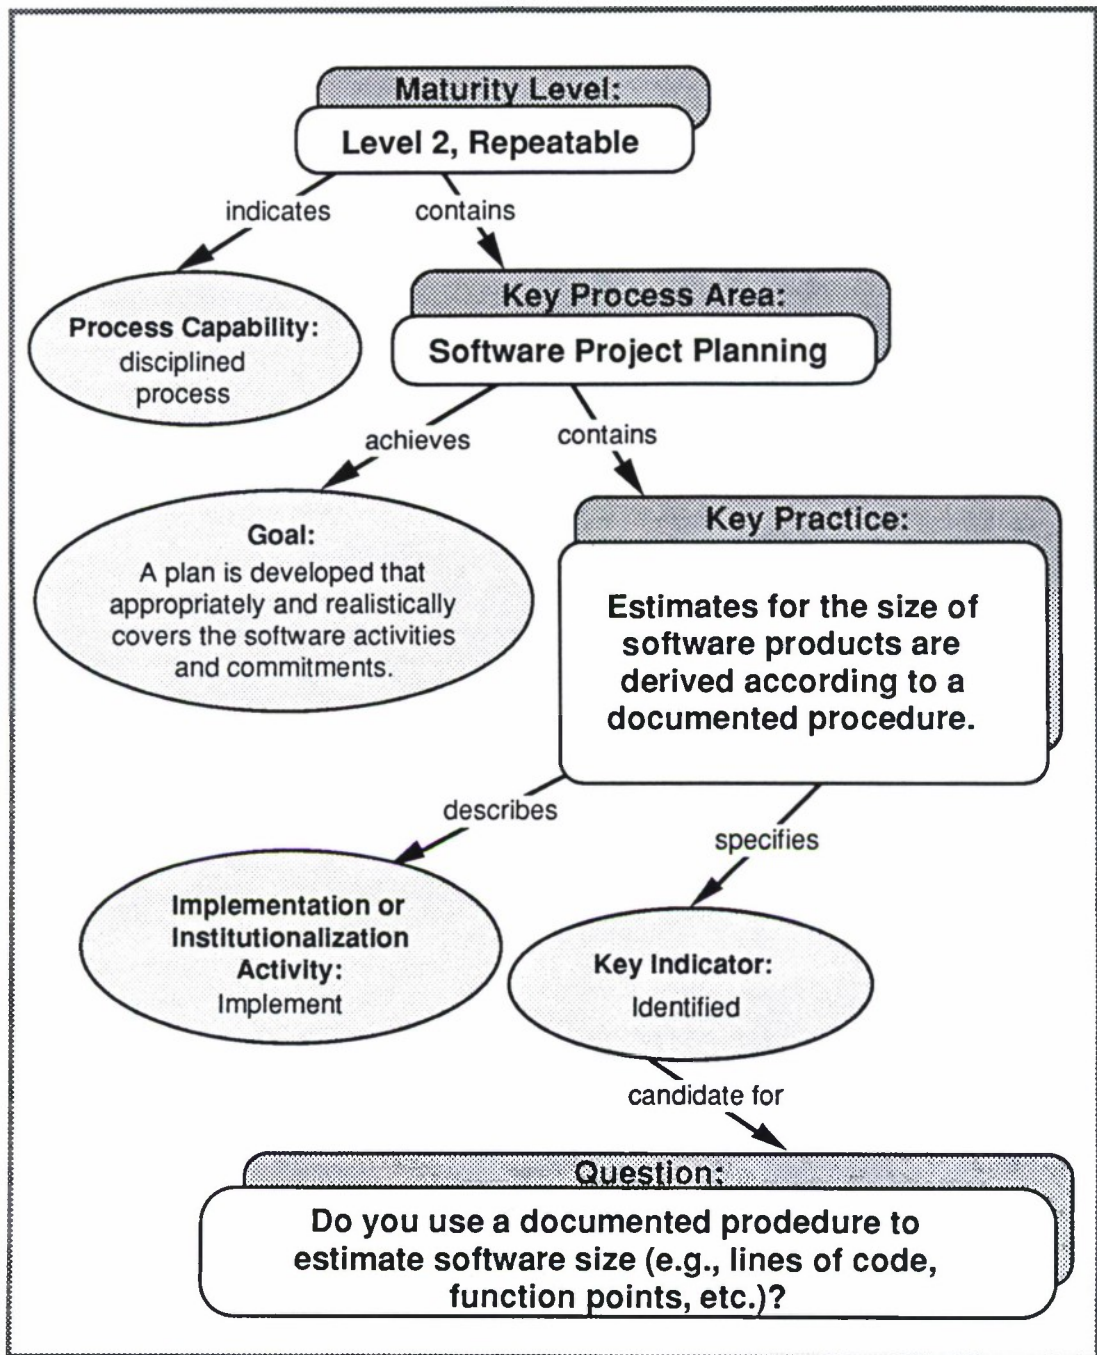 Maturity Level:
Level 2, Repeatable
indicates
contains
Process Capability:
disciplined
process
Key Process Area:
Software Project Planning
achieves
contains
Goal:
A plan is developed that
appropriately and realistically
covers the software activities
and commitments.
Key Practice:
Estimates for the size of
software products are
derived according to a
documented procedure.
describes
specifies
Implementation or
Institutionalization
Activity:
Implement
Key Indicator:
Identified
candidate for
Question:
Do you use a documented prodedure to
estimate software size (e.g., lines of code,
function points, etc.)?